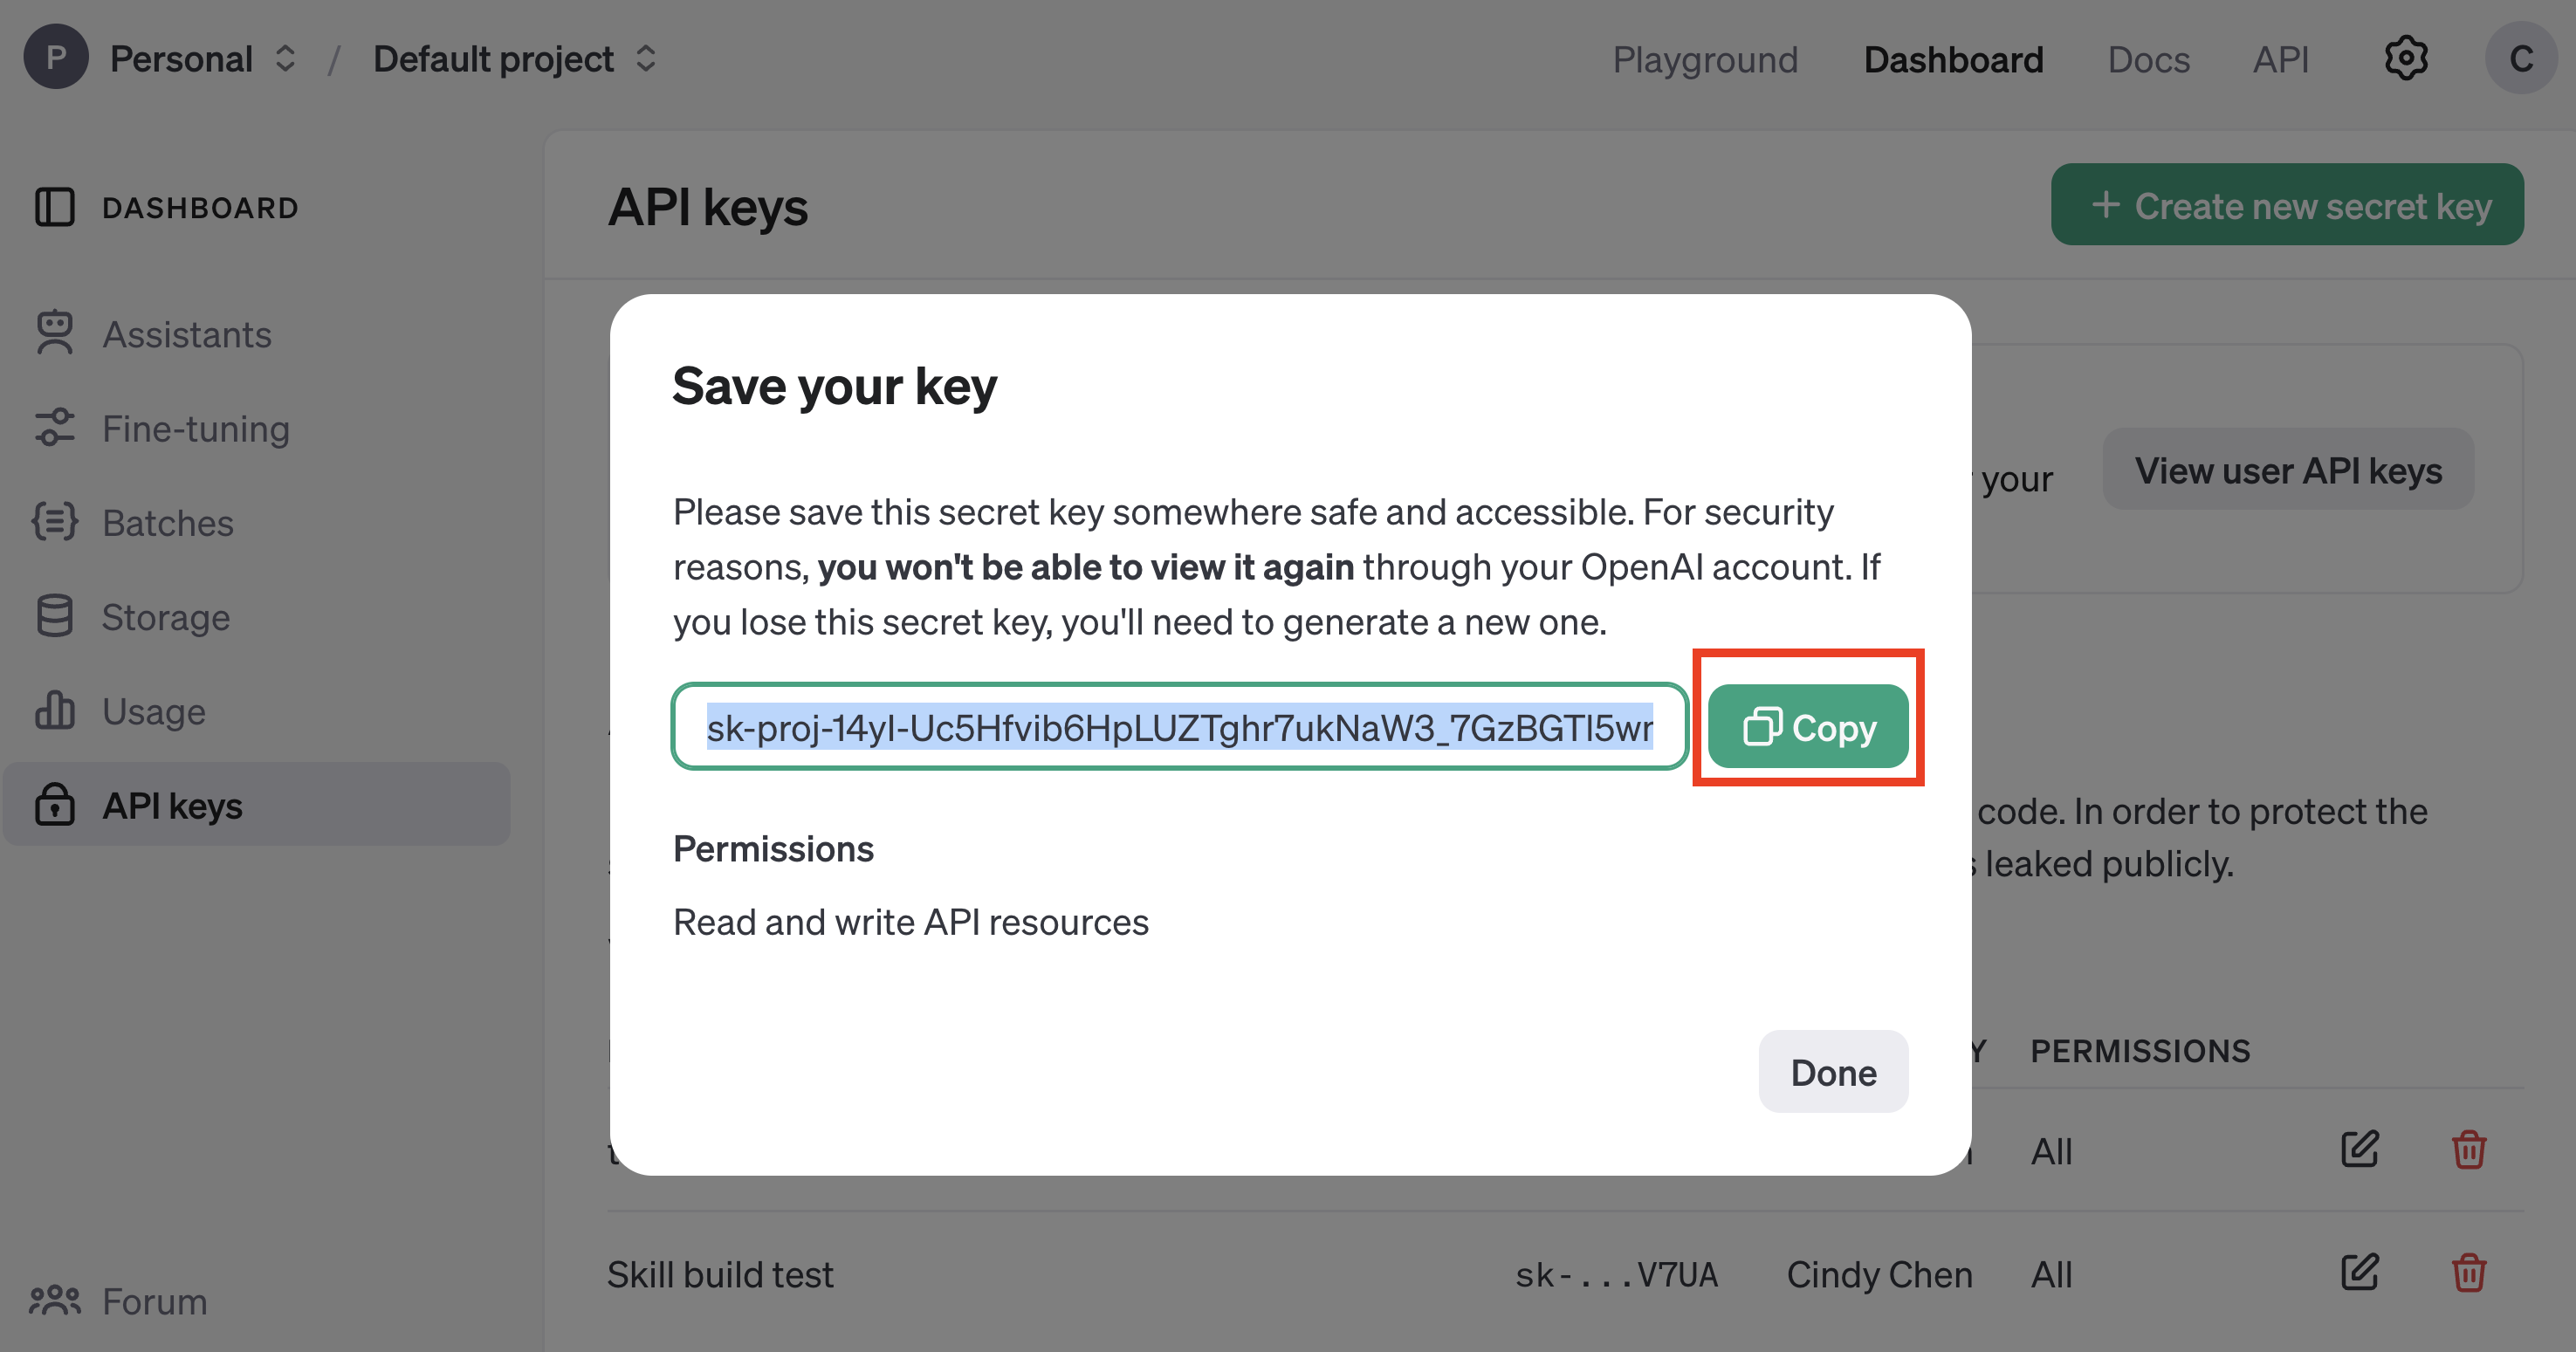 P Personal / Default project Playground Dashboard Docs API C
DASHBOARD
Assistants
Fine-tuning
Batches
Storage
Usage
API keys
Forum
API keys
+ Create new secret key
your
View user API keys
Save your key
Please save this secret key somewhere safe and accessible. For security
reasons, you won't be able to view it again through your OpenAI account. If
you lose this secret key, you'll need to generate a new one.
sk-proj-14yI-Uc5Hfvib6HpLUZTghr7ukNaW3_7GzBGTI5wr
Copy
Permissions
Read and write API resources
Done
code. In order to protect the
leaked publicly.
PERMISSIONS
All
Skill build test sk-...V7UA Cindy Chen All